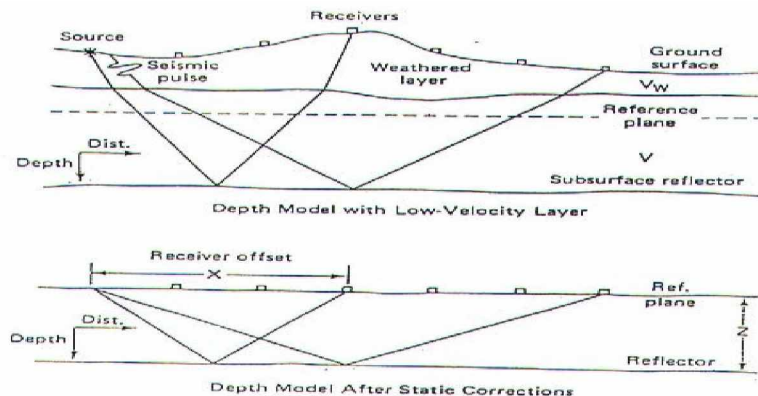 Receivers
Source
Seismic
pulse
Weathered
layer
Ground
surface
Vw
Reference
plane
Dist.
Depth
V
Subsurface reflector
Depth Model with Low-Velocity Layer
Receiver offset
X
Ref.
plane
Dist.
Depth
Z
Reflector
Depth Model After Static Corrections